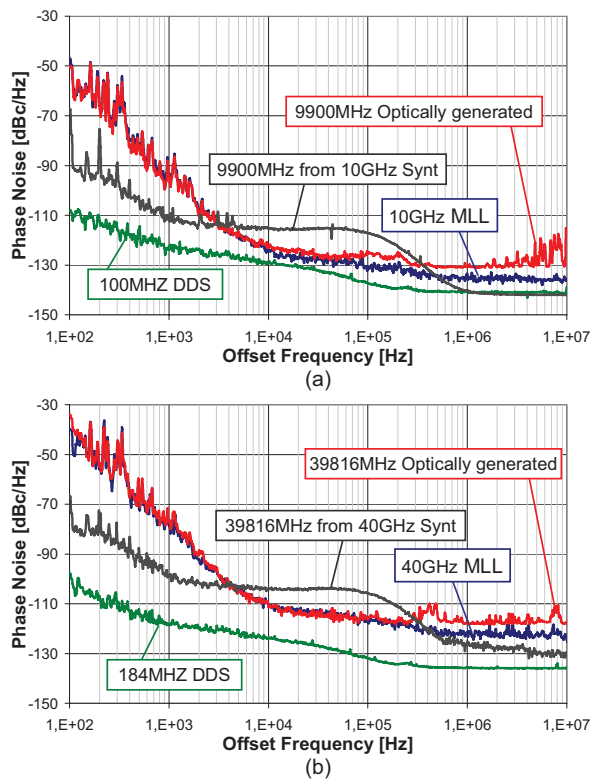 -30
-50
-70
-90
-110
-130
-150
Phase Noise [dBc/Hz]
9900MHz Optically generated
9900MHz from 10GHz Synt
10GHz MLL
100MHZ DDS
1,E+02 1,E+03 1,E+04 1,E+05 1,E+06 1,E+07
Offset Frequency [Hz]
(a)
-30
-50
-70
-90
-110
-130
-150
Phase Noise [dBc/Hz]
39816MHz Optically generated
39816MHz from 40GHz Synt
40GHz MLL
184MHZ DDS
1,E+02 1,E+03 1,E+04 1,E+05 1,E+06 1,E+07
Offset Frequency [Hz]
(b)